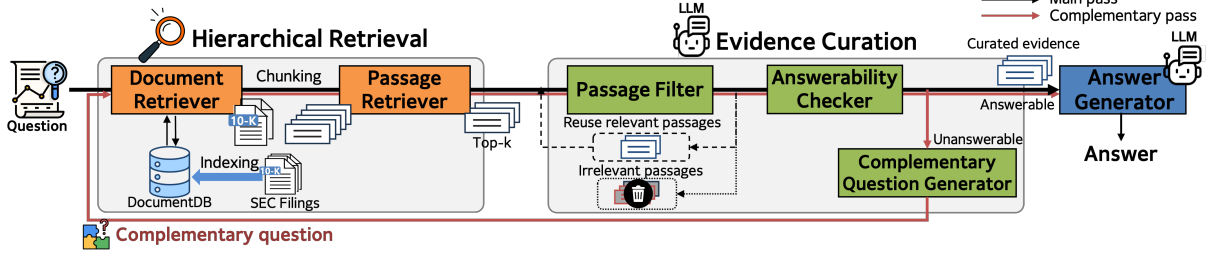 Main pass
Complementary pass
LLM
LLM
Hierarchical Retrieval
Evidence Curation
Curated evidence
Question
Document
Retriever
Chunking
Passage
Retriever
10-K
Top-k
Indexing
10-K
DocumentDB
SEC Filings
Passage Filter
Reuse relevant passages
Irrelevant passages
Answerability
Checker
Answerable
Unanswerable
Complementary
Question Generator
Answer
Generator
Answer
Complementary question